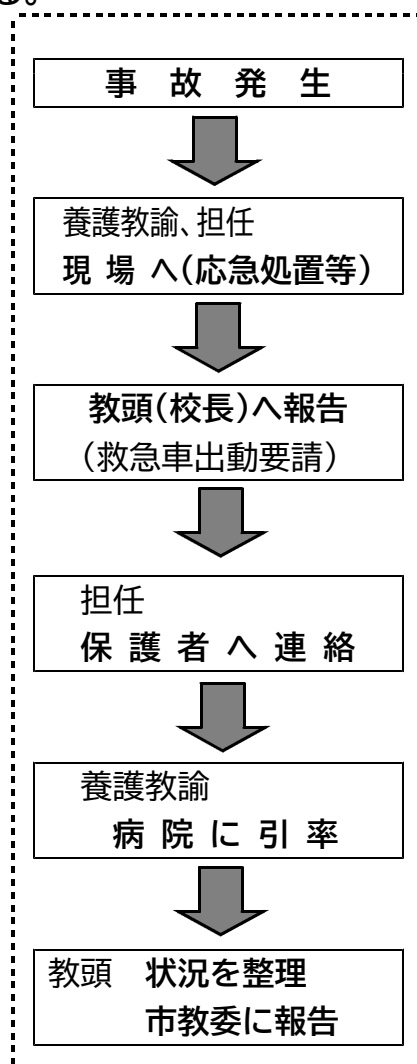 事故発生
養護教諭、担任
現場へ(応急処置等)
教頭(校長)へ報告
(救急車出動要請)
担任
保護者へ連絡
養護教諭
病院に引率
教頭 状況を整理
市教委に報告